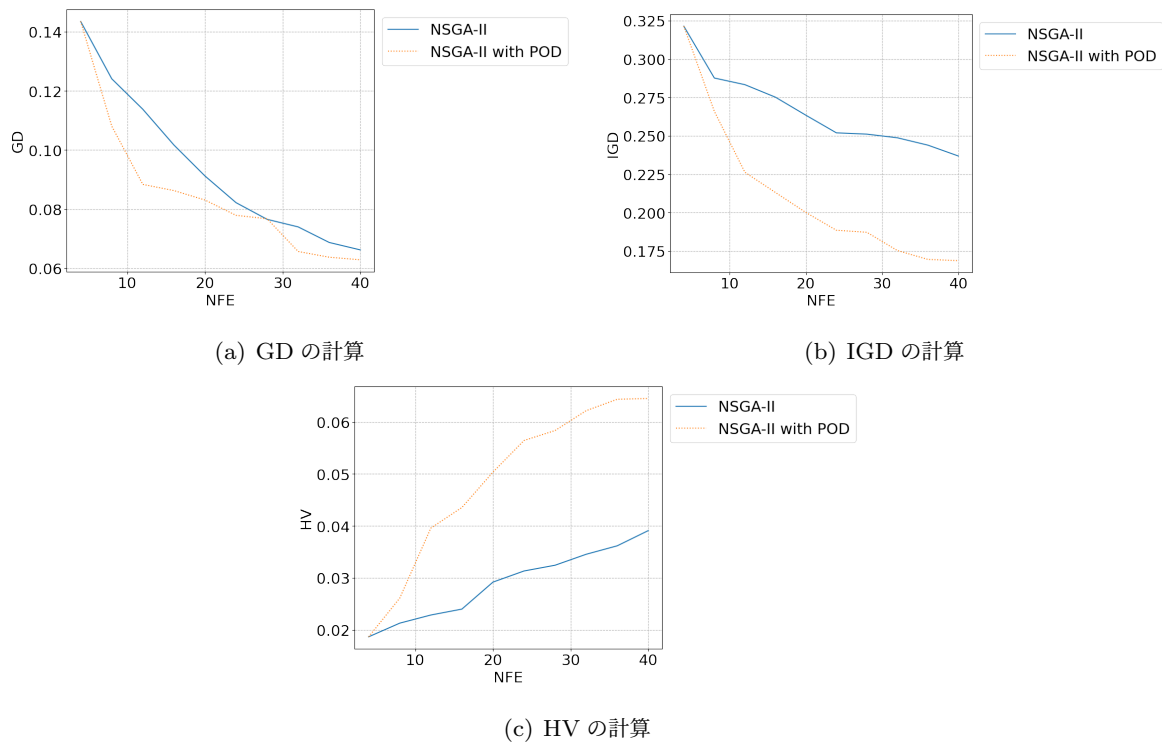 0.14
0.12
0.10
0.08
0.06
GD
10
20
30
40
NFE
NSGA-II
NSGA-II with POD
(a) GD の計算
0.325
0.300
0.275
0.250
0.225
0.200
0.175
IGD
10
20
30
40
NFE
NSGA-II
NSGA-II with POD
(b) IGD の計算
0.06
0.05
0.04
0.03
0.02
HV
10
20
30
40
NFE
NSGA-II
NSGA-II with POD
(c) HV の計算